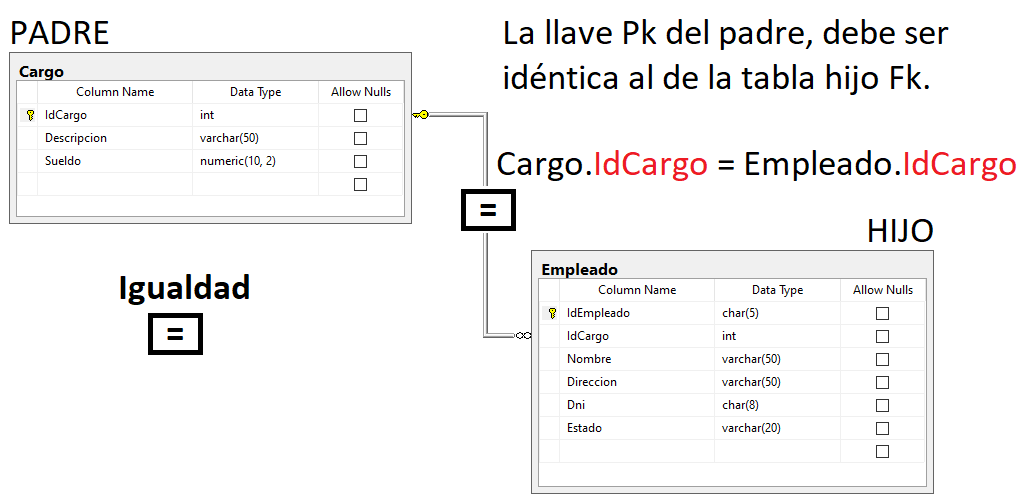 PADRE
La llave Pk del padre, debe ser
idéntica al de la tabla hijo Fk.
Cargo
Column Name Data Type Allow Nulls
IdCargo int
Descripcion varchar(50)
Sueldo numeric(10, 2)
Cargo.IdCargo = Empleado.IdCargo
=
HIJO
Igualdad
=
Empleado
Column Name Data Type Allow Nulls
IdEmpleado char(5)
IdCargo int
Nombre varchar(50)
Direccion varchar(50)
Dni char(8)
Estado varchar(20)